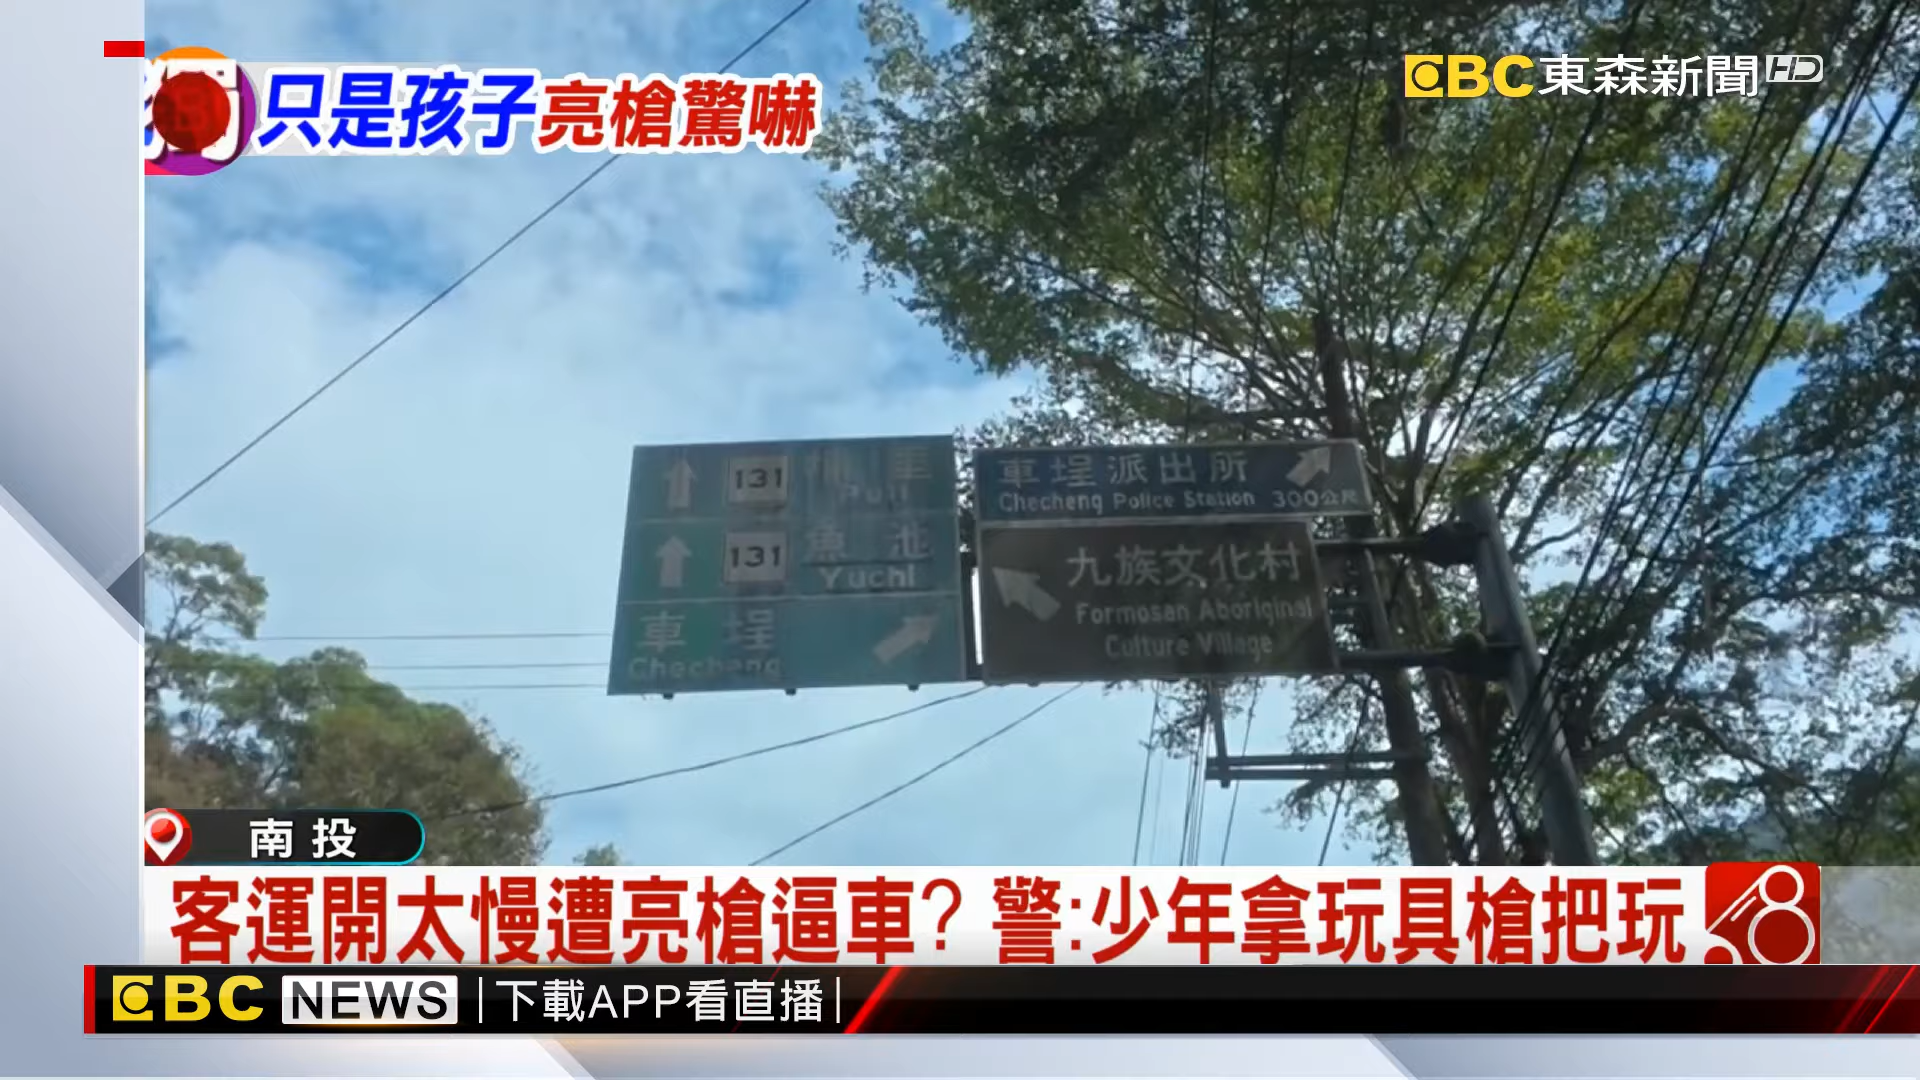 只是孩子亮槍驚嚇
EBC東森新聞HD
131
Puli
131 魚池
Yuchi
車埕
Checheng
車埕派出所
Checheng Police Station 300公尺
九族文化村
Formosan Aboriginal
Culture Village
南投
客運開太慢遭亮槍逼車? 警:少年拿玩具槍把玩
EBC NEWS 下載APP看直播